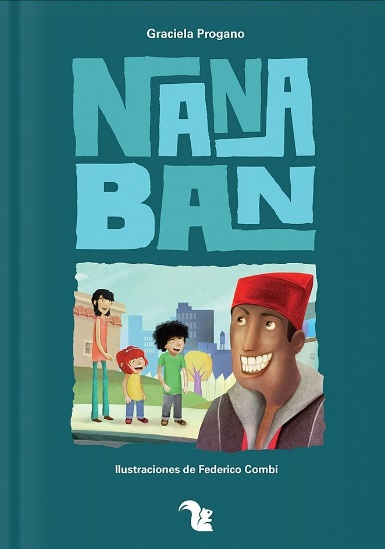 Graciela Progano
NANA
BAN
Ilustraciones de Federico Combi